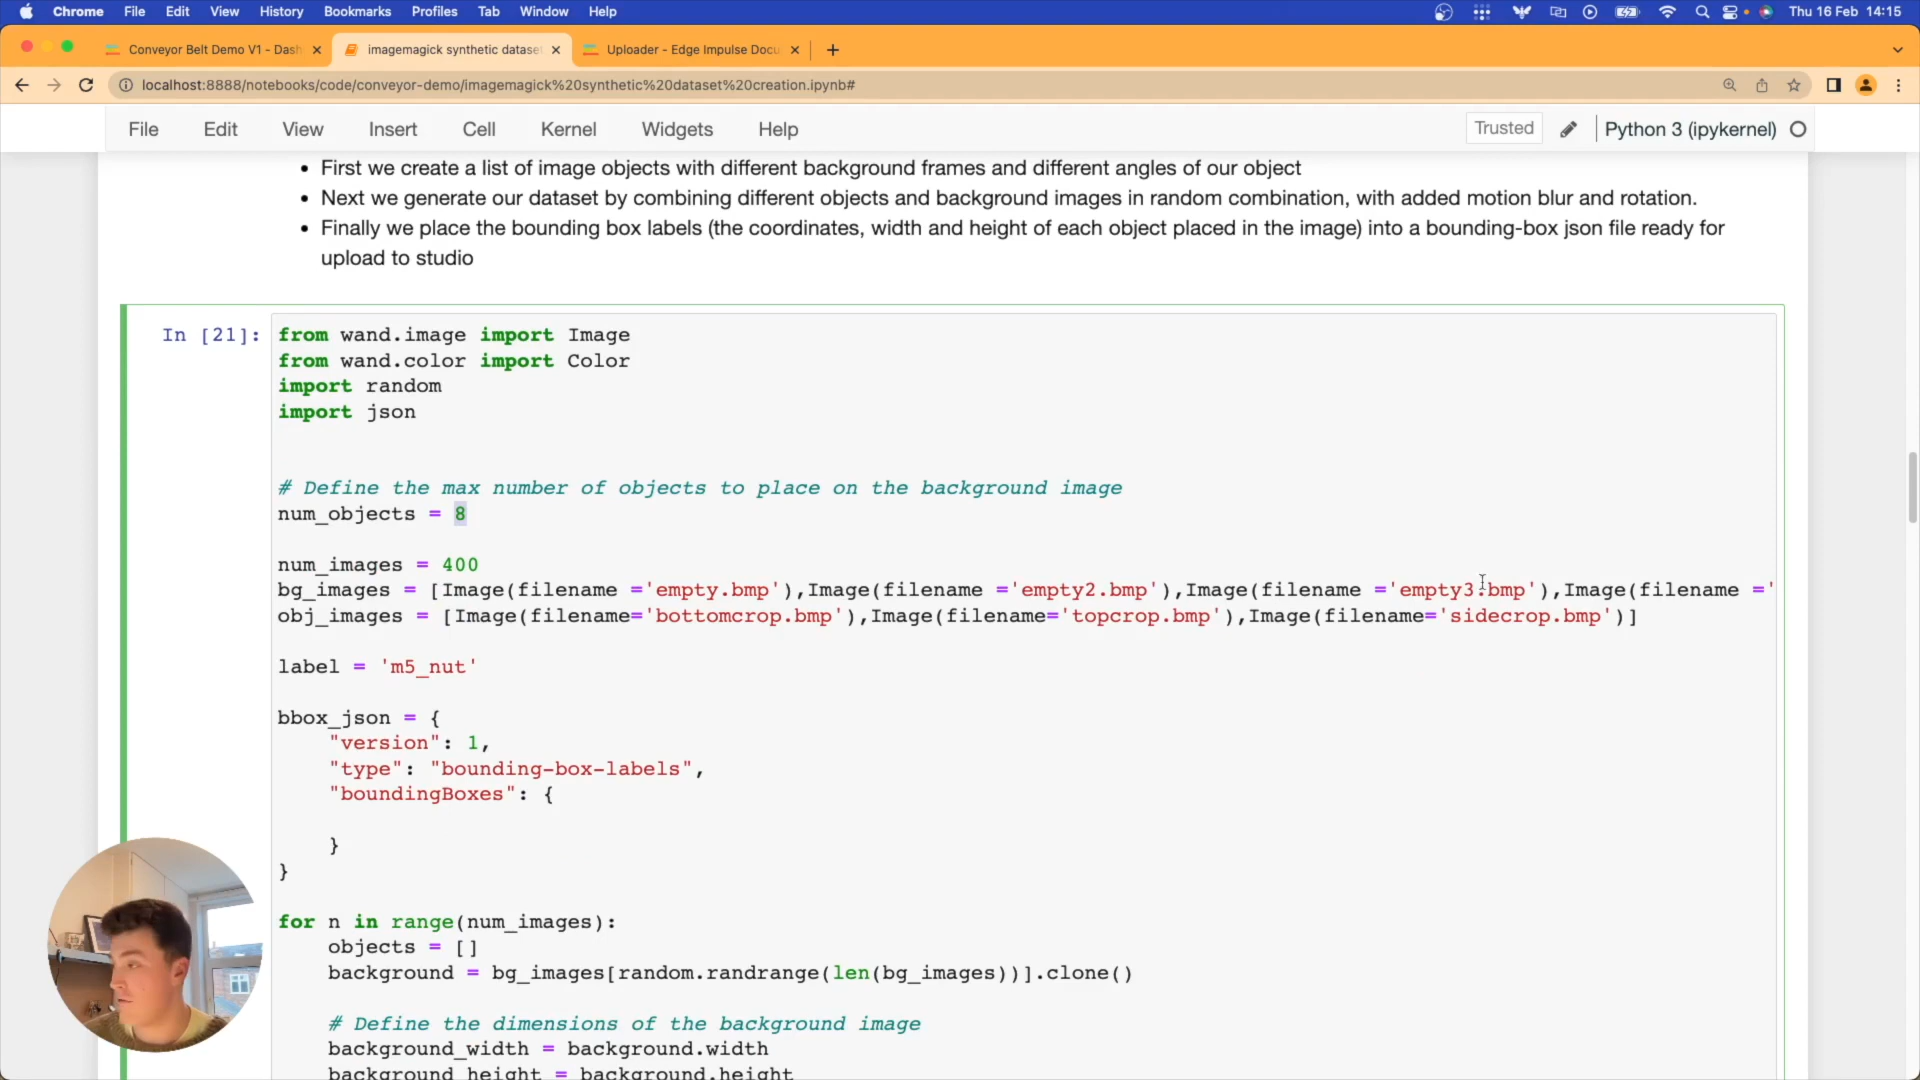 Chrome File Edit View History Bookmarks Profiles Tab Window Help Thu 16 Feb 14:15
Conveyor Belt Demo V1 - Dash imagemagick synthetic dataset Uploader - Edge Impulse Docu
localhost:8888/notebooks/code/conveyor-demo/imagemagick%20synthetic%20dataset%20creation.ipynb#
File Edit View Insert Cell Kernel Widgets Help Trusted Python 3 (ipykernel)
• First we create a list of image objects with different background frames and different angles of our object
• Next we generate our dataset by combining different objects and background images in random combination, with added motion blur and rotation.
• Finally we place the bounding box labels (the coordinates, width and height of each object placed in the image) into a bounding-box json file ready for
upload to studio
In [21]: from wand.image import Image
from wand.color import Color
import random
import json
# Define the max number of objects to place on the background image
num_objects = 8
num_images = 400
bg_images = [Image(filename ='empty.bmp'),Image(filename ='empty2.bmp'),Image(filename ='empty3.bmp'),Image(filename ='
obj_images = [Image(filename='bottomcrop.bmp'),Image(filename='topcrop.bmp'),Image(filename='sidecrop.bmp')]
label = 'm5_nut'
bbox_json = {
"version": 1,
"type": "bounding-box-labels",
"boundingBoxes": {
}
}
for n in range(num_images):
objects = []
background = bg_images[random.randrange(len(bg_images))].clone()
# Define the dimensions of the background image
background_width = background.width
background_height = background.height